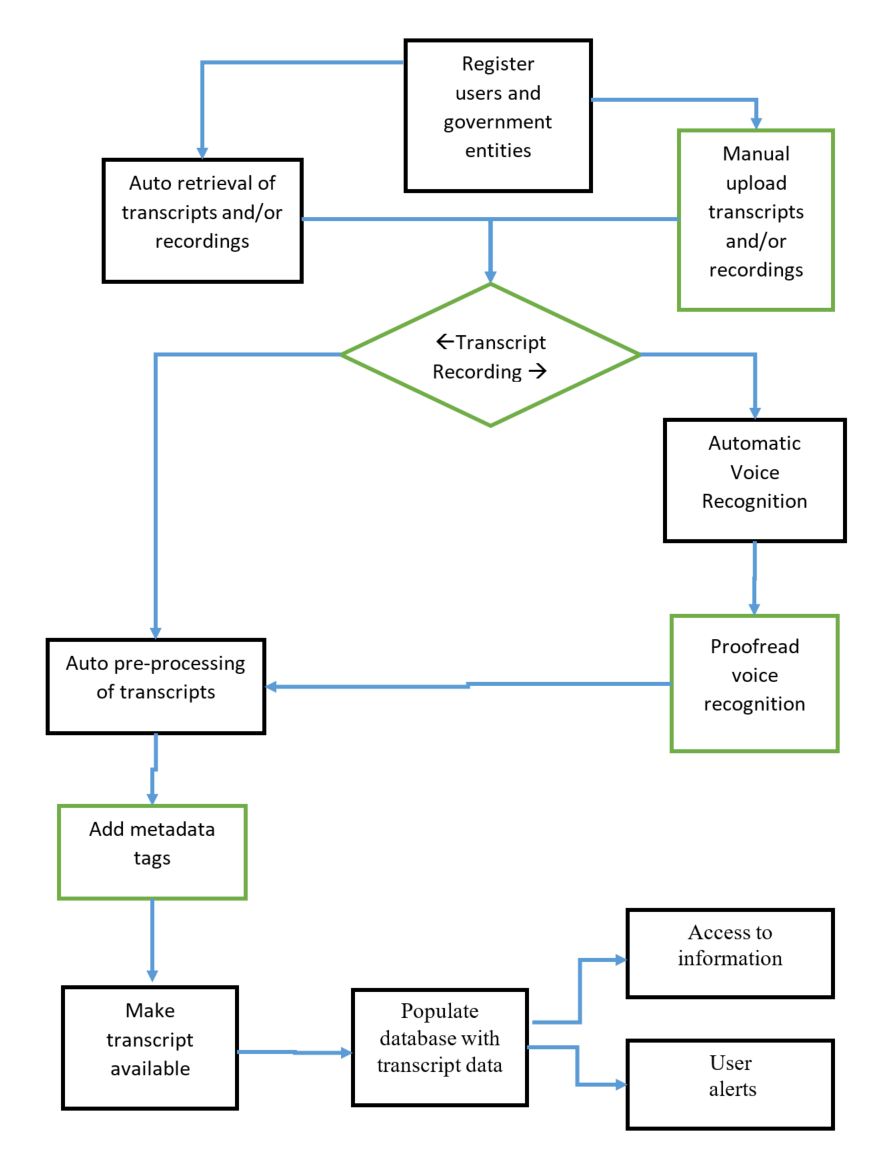 Register
users and
government
entities
Auto retrieval of
transcripts and/or
recordings
Manual
upload
transcripts
and/or
recordings
←Transcript
Recording →
Automatic
Voice
Recognition
Auto pre-processing
of transcripts
Proofread
voice
recognition
Add metadata
tags
Make
transcript
available
Populate
database with
transcript data
Access to
information
User
alerts